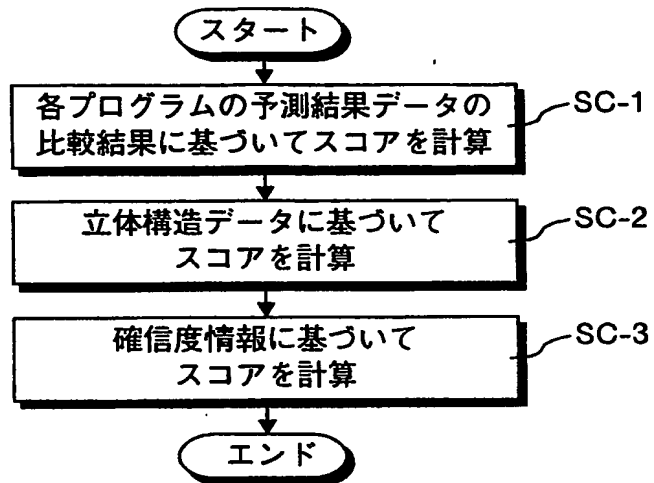 スタート
各プログラムの予測結果データの
比較結果に基づいてスコアを計算
SC-1
立体構造データに基づいて
スコアを計算
SC-2
確信度情報に基づいて
スコアを計算
SC-3
エンド